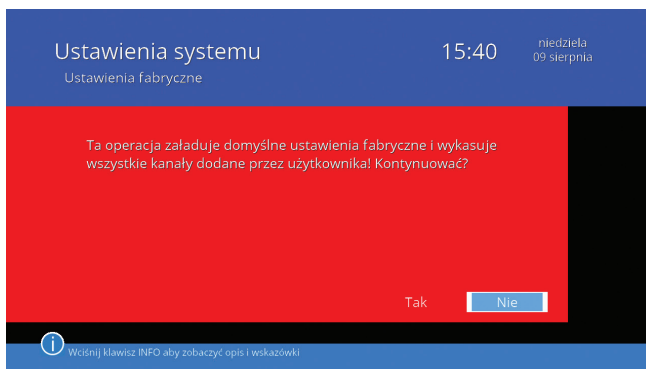 Ustawienia systemu
15:40
niedziela
09 sierpnia
Ustawienia fabryczne
Ta operacja załaduje domyślne ustawienia fabryczne i wykasuje
wszystkie kanały dodane przez użytkownika! Kontynuować?
Tak
Nie
i
Wciśnij klawisz INFO aby zobaczyć opis i wskazówki